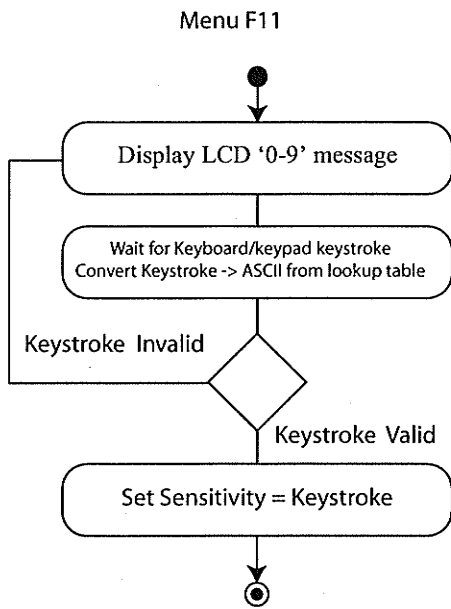 Menu F11
Display LCD ‘0-9’ message
Wait for Keyboard/keypad keystroke
Convert Keystroke -> ASCII from lookup table
Keystroke Invalid
Keystroke Valid
Set Sensitivity = Keystroke